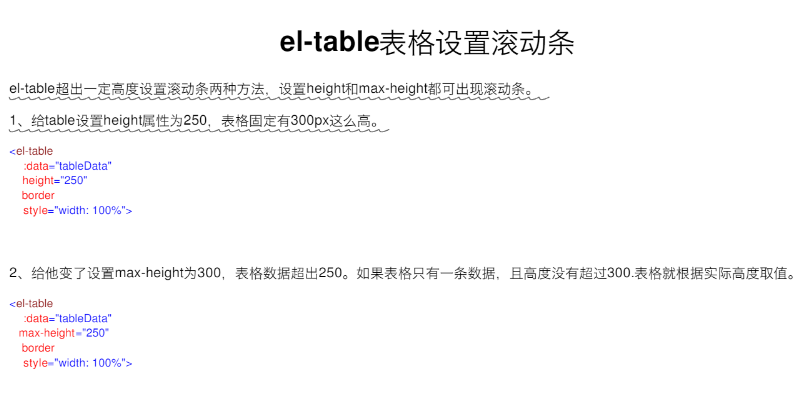 el-table表格设置滚动条
el-table超出一定高度设置滚动条两种方法，设置height和max-height都可出现滚动条。
1、给table设置height属性为250，表格固定有300px这么高。
<el-table
:data="tableData"
height="250"
border
style="width: 100%">
2、给他变了设置max-height为300，表格数据超出250。如果表格只有一条数据，且高度没有超过300.表格就根据实际高度取值。
<el-table
:data="tableData"
max-height="250"
border
style="width: 100%">